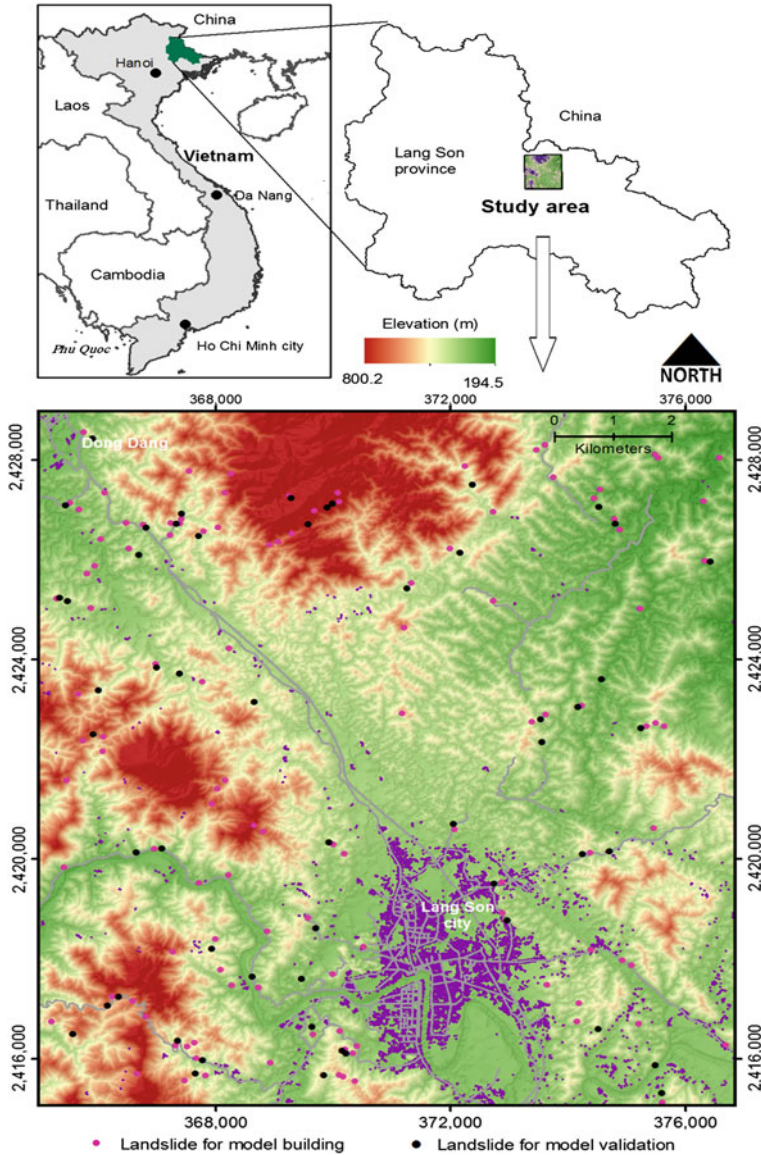 China
Hanoi
Laos
Vietnam
Thailand
Da Nang
Cambodia
Phu Quoc
Ho Chi Minh city
China
Lang Son
province
Study area
Elevation (m)
800.2
194.5
NORTH
368,000
372,000
376,000
0 1 2
Kilometers
Dong Dang
2,428,000
2,428,000
2,424,000
2,424,000
2,420,000
2,420,000
Lang Son
city
2,416,000
2,416,000
368,000
372,000
376,000
Landslide for model building
Landslide for model validation